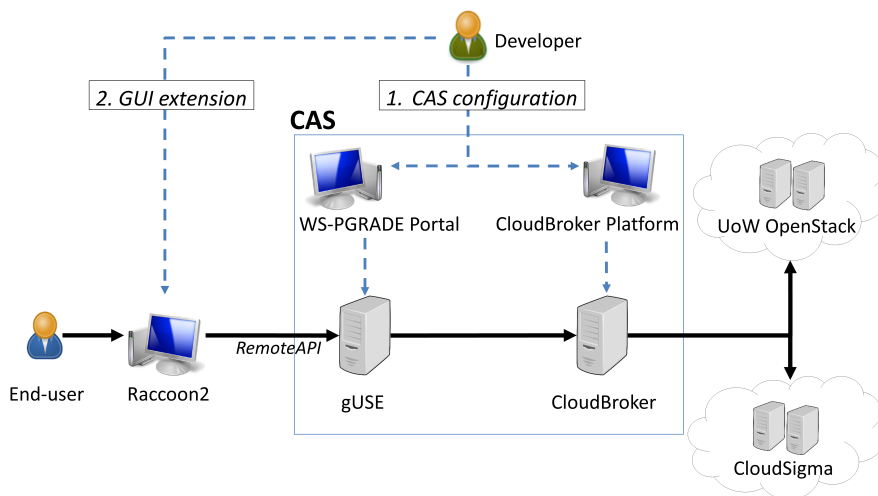 Developer
2. GUI extension
1. CAS configuration
CAS
WS-PGRADE Portal
CloudBroker Platform
UoW OpenStack
RemoteAPI
End-user
Raccoon2
gUSE
CloudBroker
CloudSigma